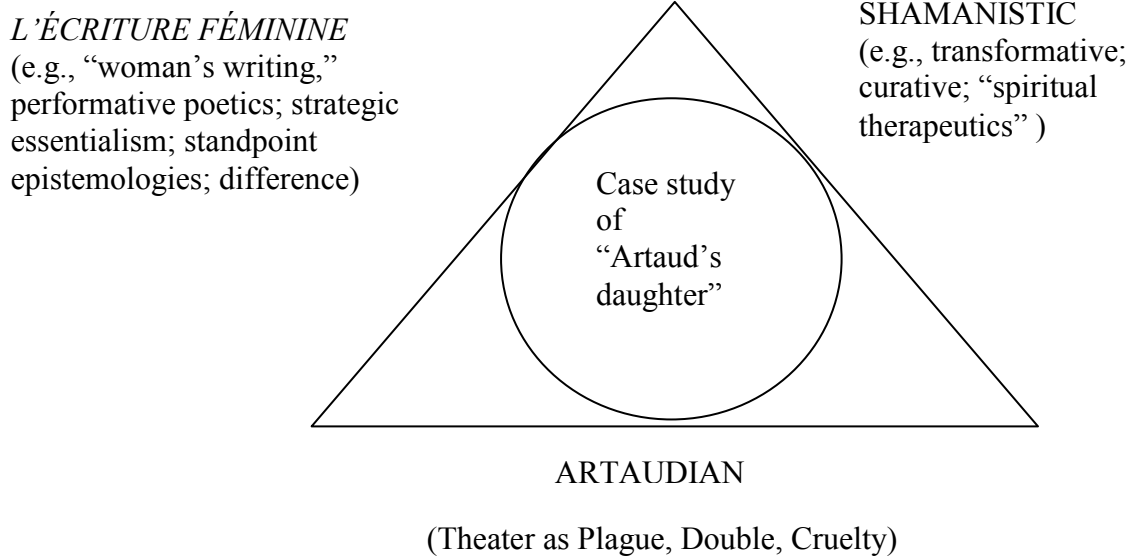 L’ÉCRITURE FÉMININE
(e.g., “woman’s writing,”
performative poetics; strategic
essentialism; standpoint
epistemologies; difference)
SHAMANISTIC
(e.g., transformative;
curative; “spiritual
therapeutics” )
Case study
of
“Artaud’s
daughter”
ARTAUDIAN
(Theater as Plague, Double, Cruelty)